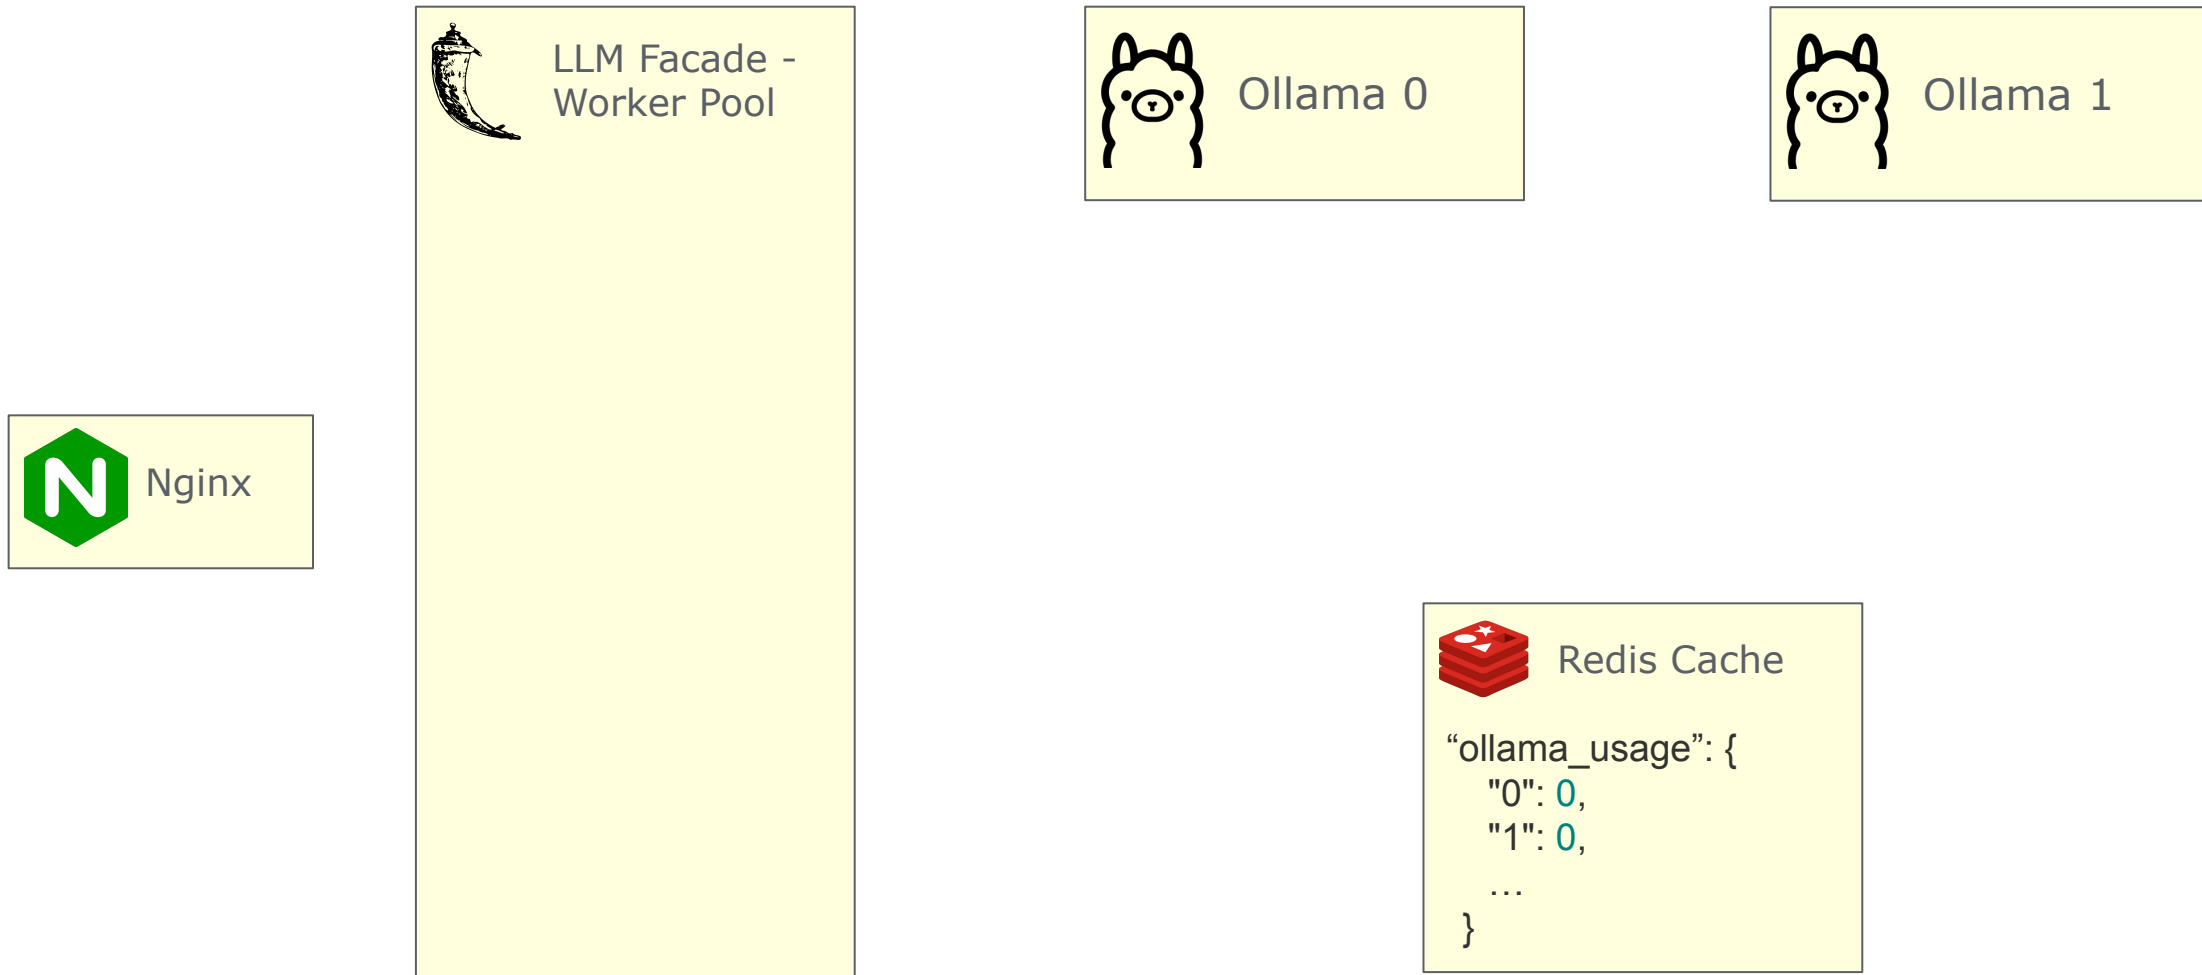 LLM Facade -
Worker Pool
Ollama 0
Ollama 1
N
Nginx
Redis Cache
“ollama_usage”: {
"0": 0,
"1": 0,
…
}